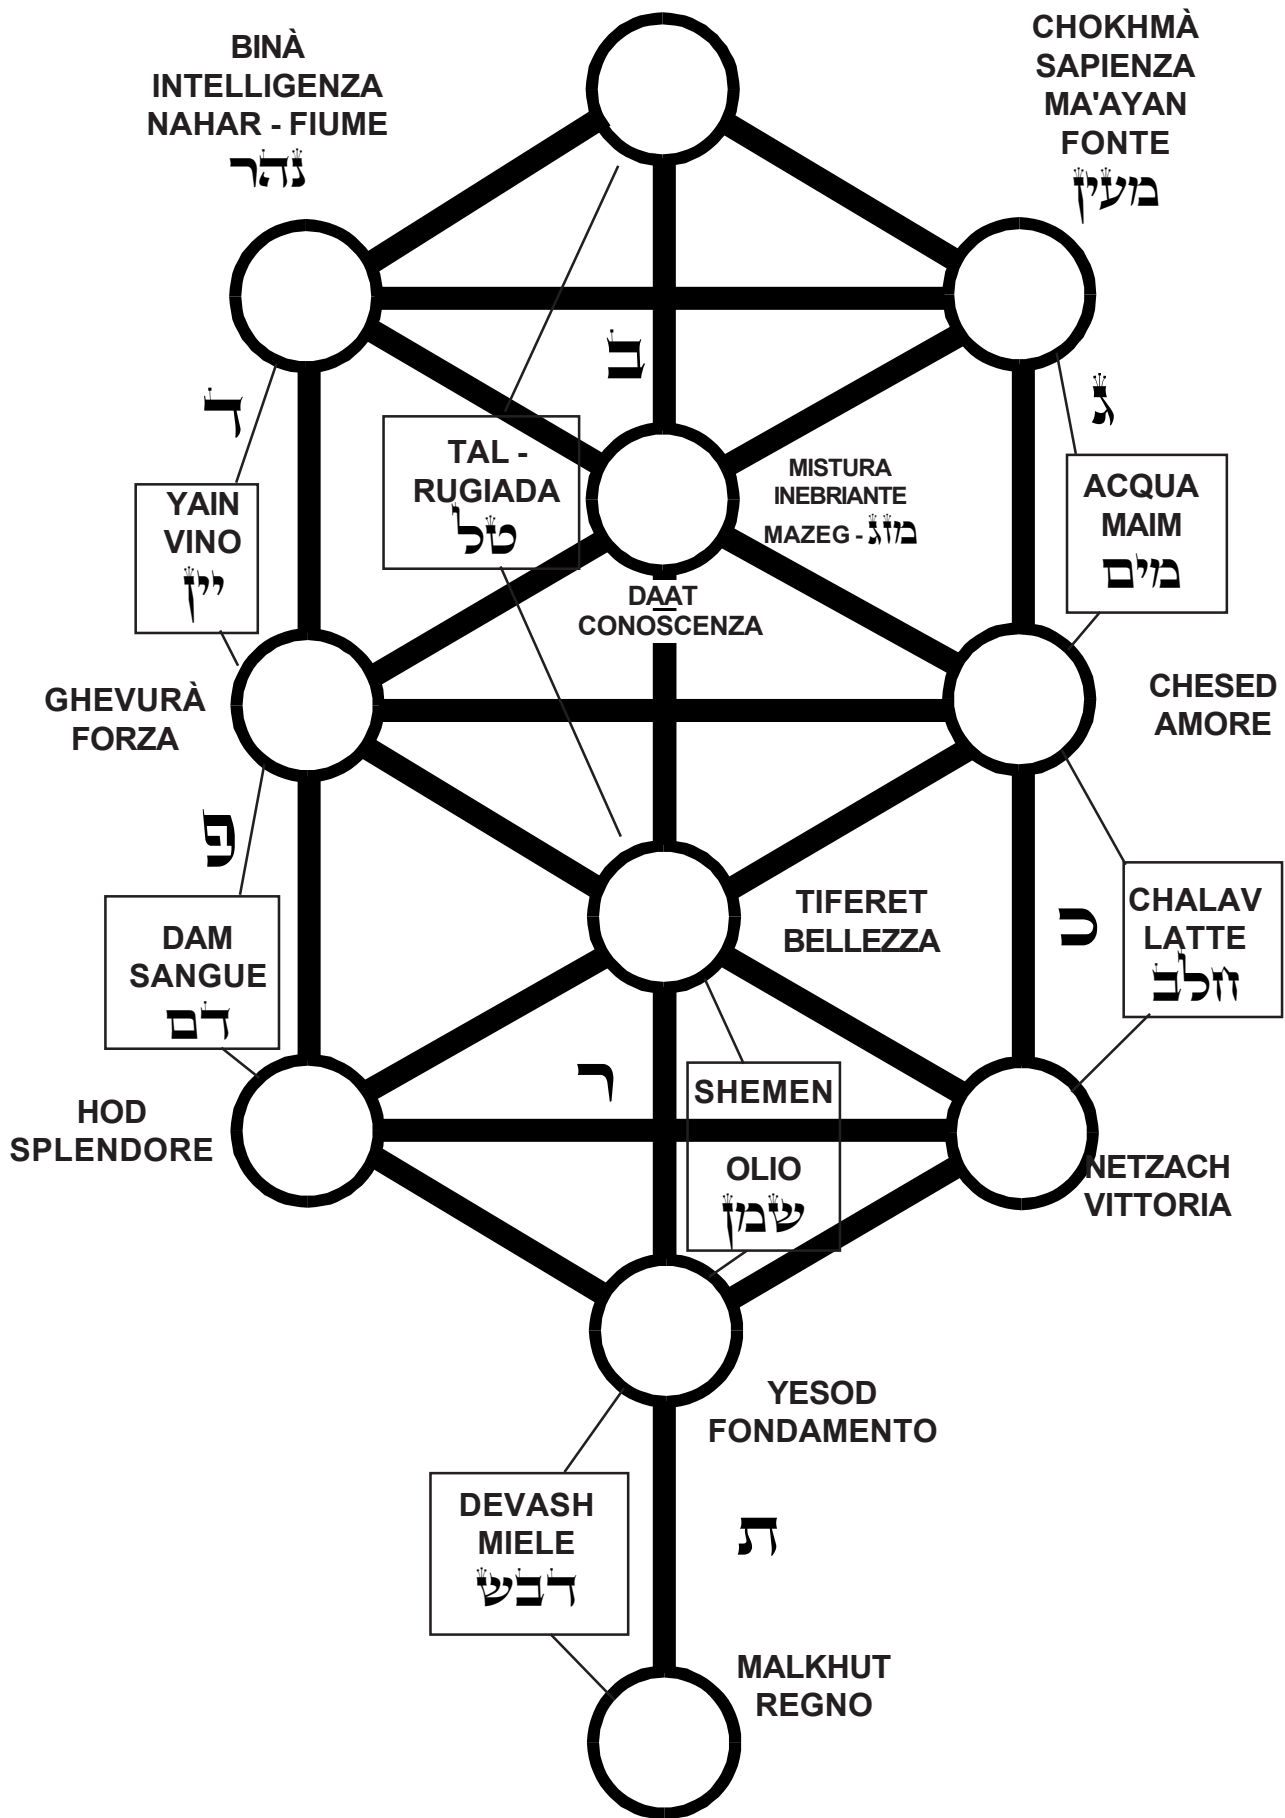 BINÀ
INTELLIGENZA
NAHAR - FIUME
נהר
CHOKHMÀ
SAPIENZA
MA'AYAN
FONTE
מעין
ב
ד
ג
TAL -
RUGIADA
טל
MISTURA
INEBRIANTE
MAZEG - מזג
ACQUA
MAIM
מים
YAIN
VINO
יין
DAAT
CONOSCENZA
GHEVURÀ
FORZA
CHESED
AMORE
פ
כ
TIFERET
BELLEZZA
CHALAV
LATTE
חלב
DAM
SANGUE
דם
ר
SHEMEN
OLIO
שמן
HOD
SPLENDORE
NETZACH
VITTORIA
YESOD
FONDAMENTO
DEVASH
MIELE
דבש
ת
MALKHUT
REGNO